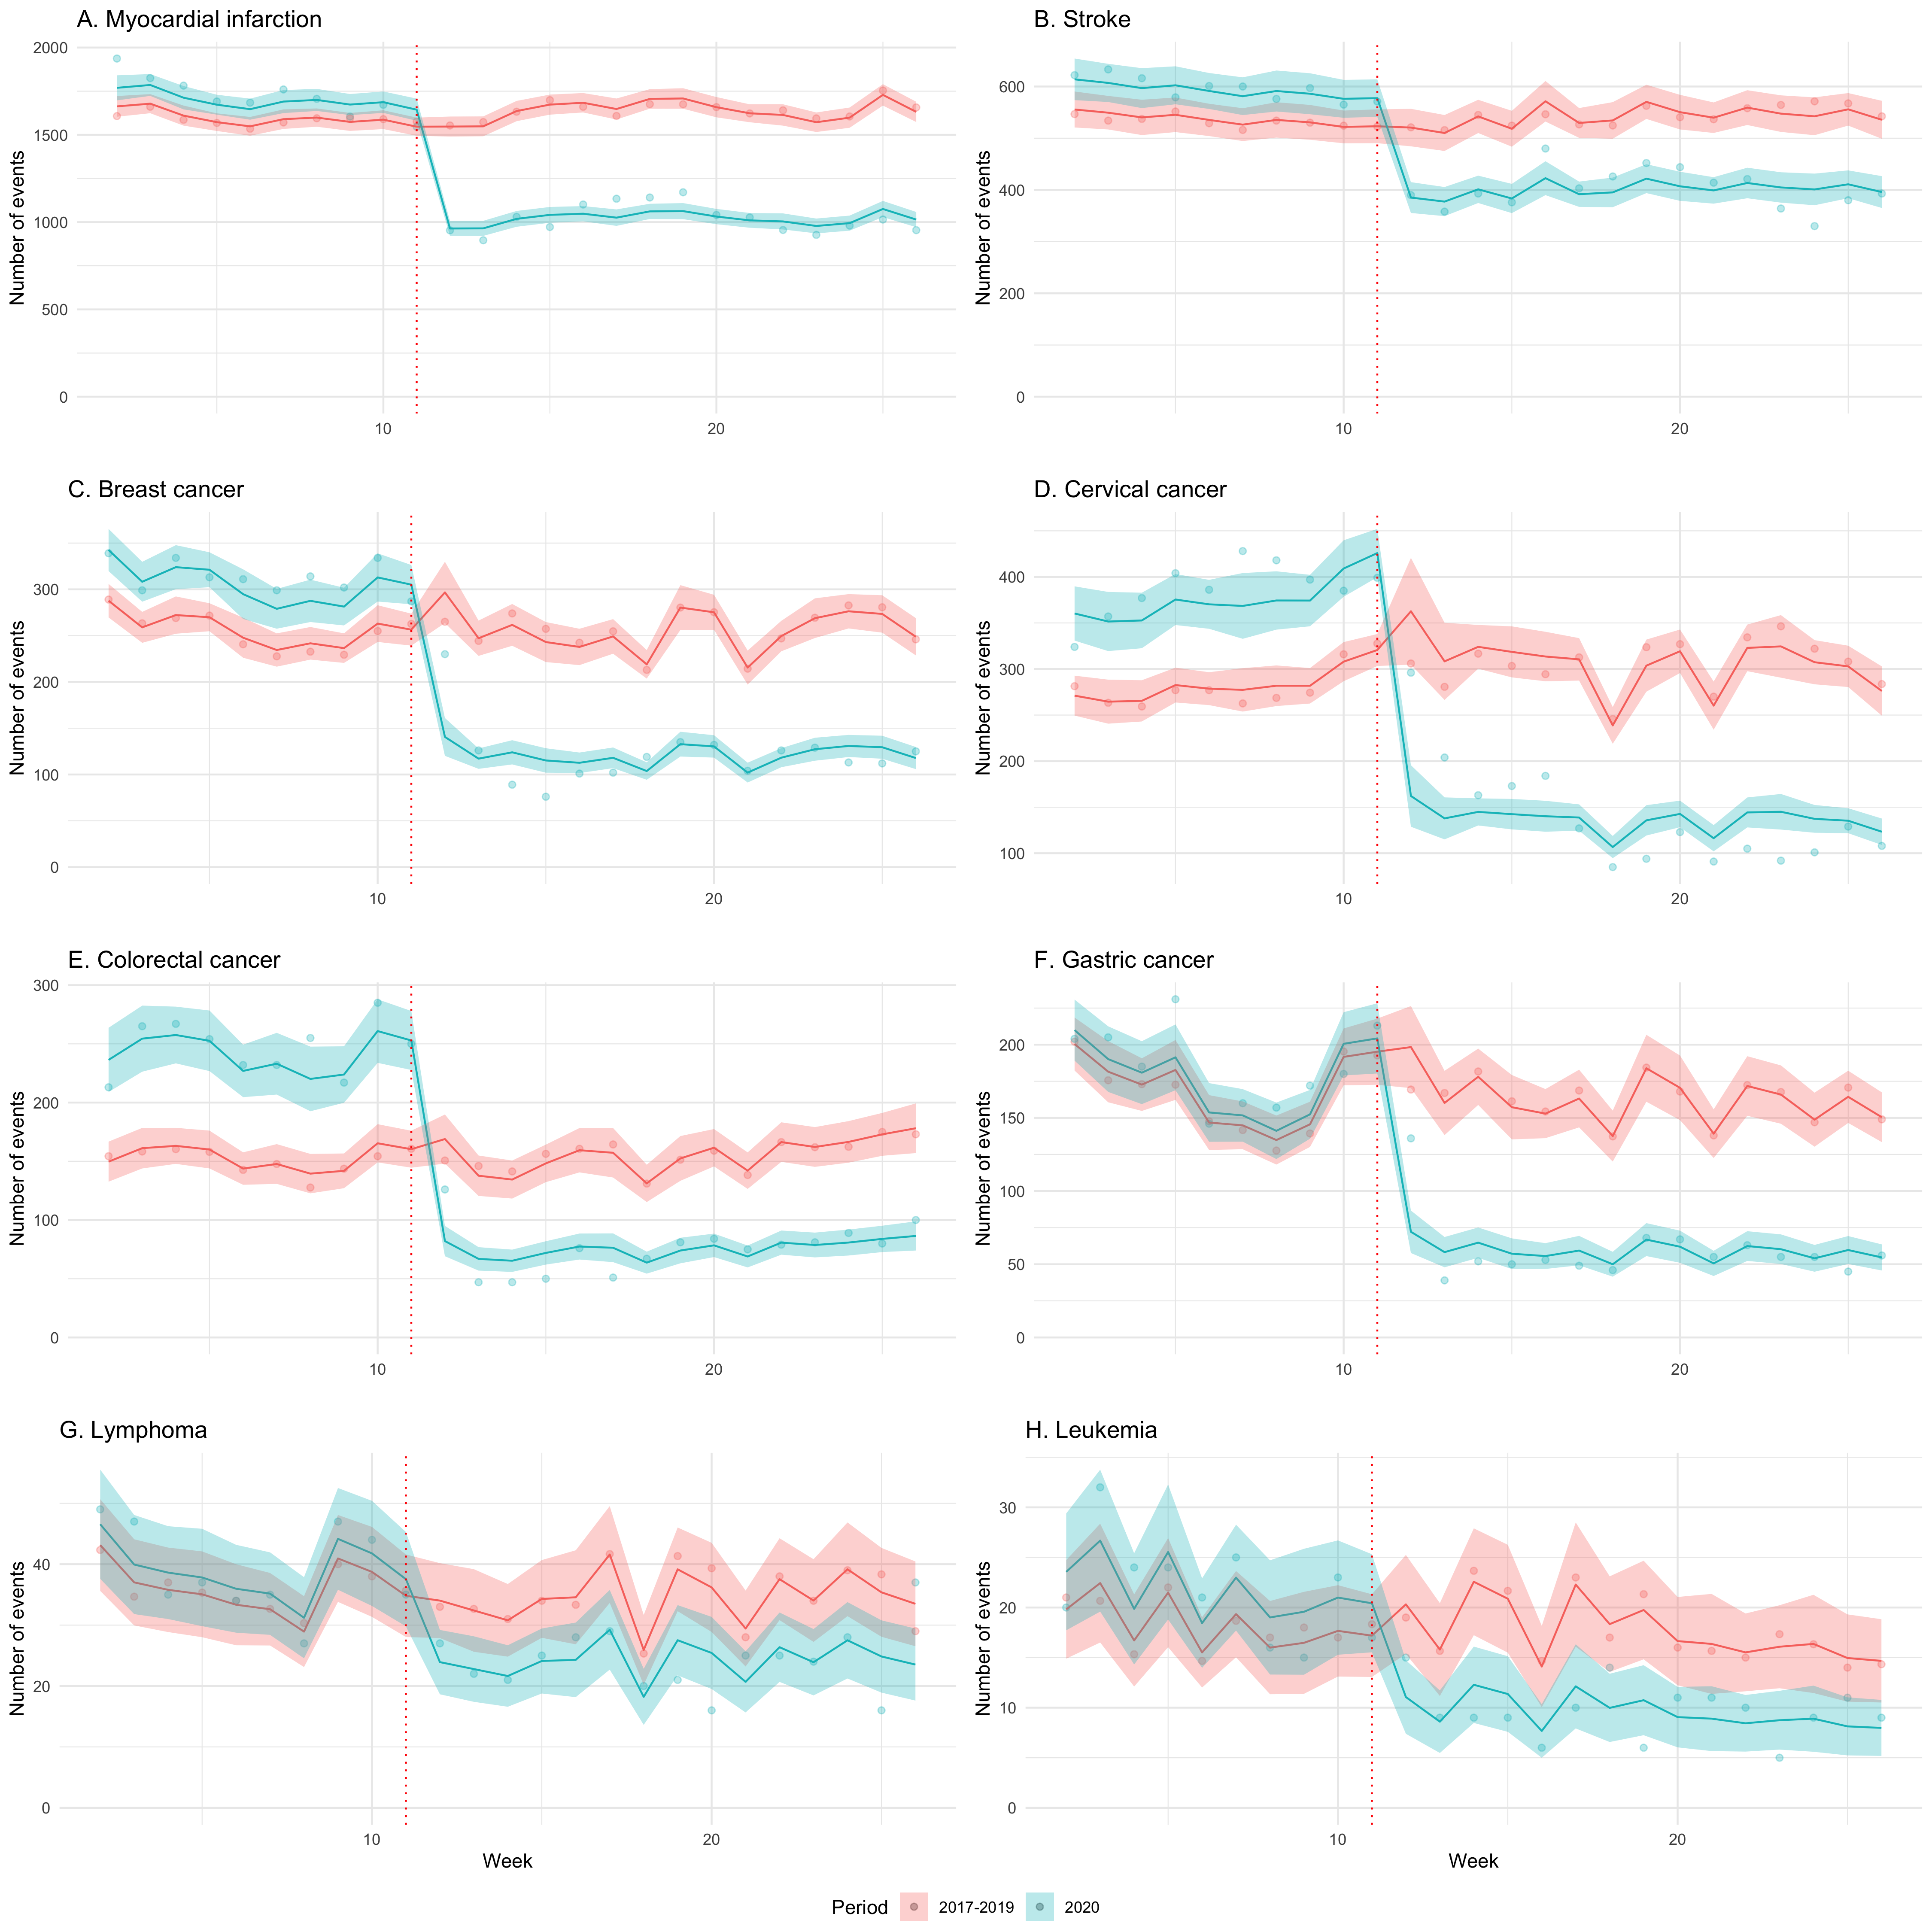 A. Myocardial infarction
Number of events
2000
1500
1000
500
0
10
20
B. Stroke
Number of events
600
400
200
0
10
20
C. Breast cancer
Number of events
300
200
100
0
10
20
D. Cervical cancer
Number of events
400
300
200
100
10
20
E. Colorectal cancer
Number of events
300
200
100
0
10
20
F. Gastric cancer
Number of events
200
150
100
50
0
10
20
G. Lymphoma
Number of events
40
20
0
10
20
Week
H. Leukemia
Number of events
30
20
10
0
10
20
Week
Period 2017-2019 2020